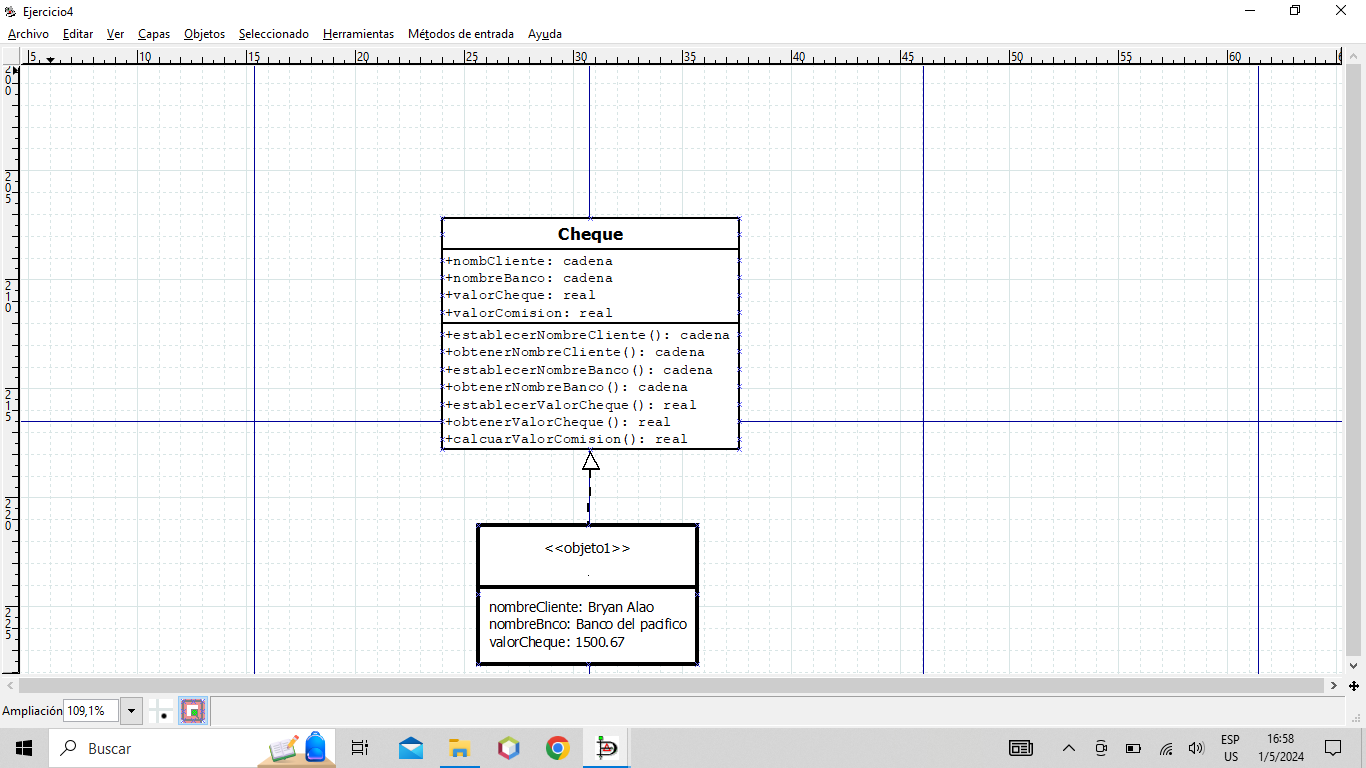 Ejercicio4
Archivo Editar Ver Capas Objetos Seleccionado Herramientas Métodos de entrada Ayuda
5 10 15 20 25 30 35 40 45 50 55 60
200
205
210
215
220
225
Cheque
+nombCliente: cadena
+nombreBanco: cadena
+valorCheque: real
+valorComision: real
+establecerNombreCliente(): cadena
+obtenerNombreCliente(): cadena
+establecerNombreBanco(): cadena
+obtenerNombreBanco(): cadena
+establecerValorCheque(): real
+obtenerValorCheque(): real
+calcuarValorComision(): real
<<objeto1>>
.
nombreCliente: Bryan Alao
nombreBnco: Banco del pacifico
valorCheque: 1500.67
Ampliación 109,1%
Buscar
ESP
US
16:58
1/5/2024